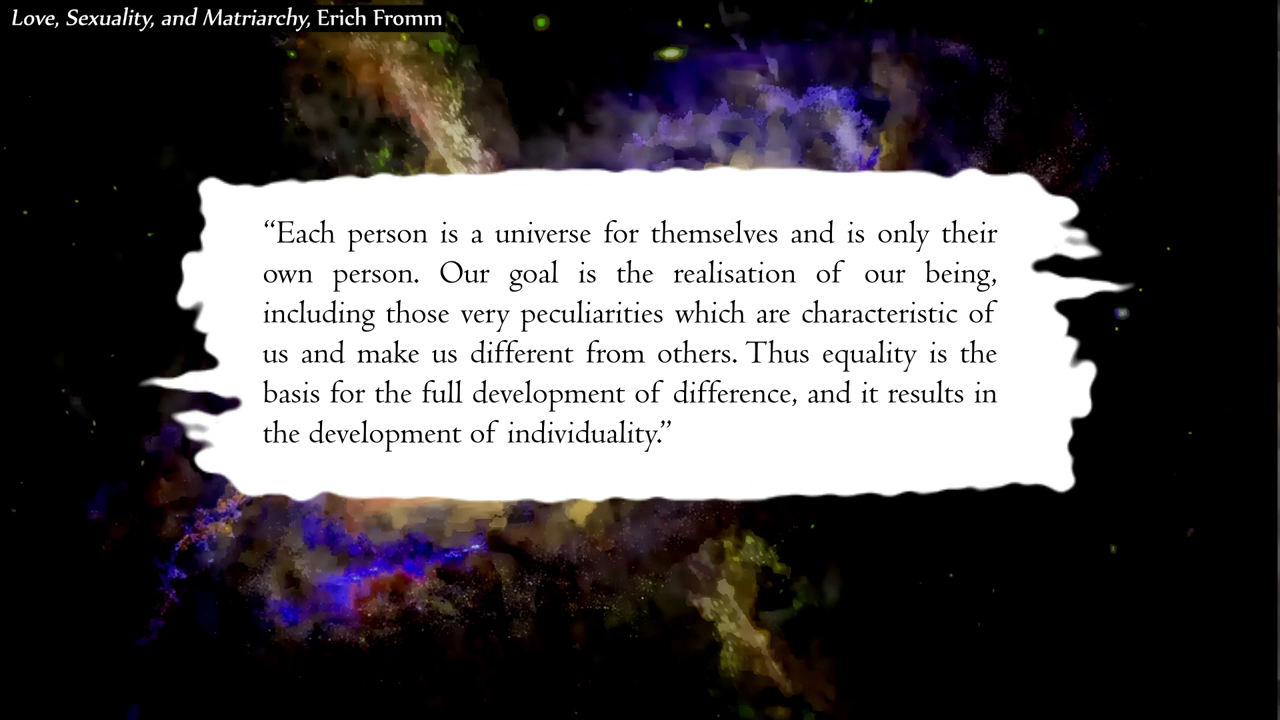 Love, Sexuality, and Matriarchy, Erich Fromm
“Each person is a universe for themselves and is only their
own person. Our goal is the realisation of our being,
including those very peculiarities which are characteristic of
us and make us different from others. Thus equality is the
basis for the full development of difference, and it results in
the development of individuality.”